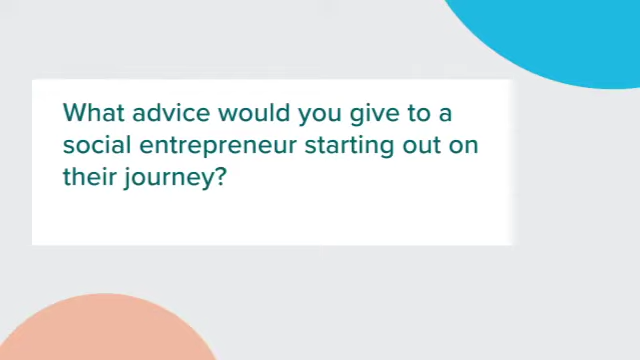 What advice would you give to a
social entrepreneur starting out on
their journey?